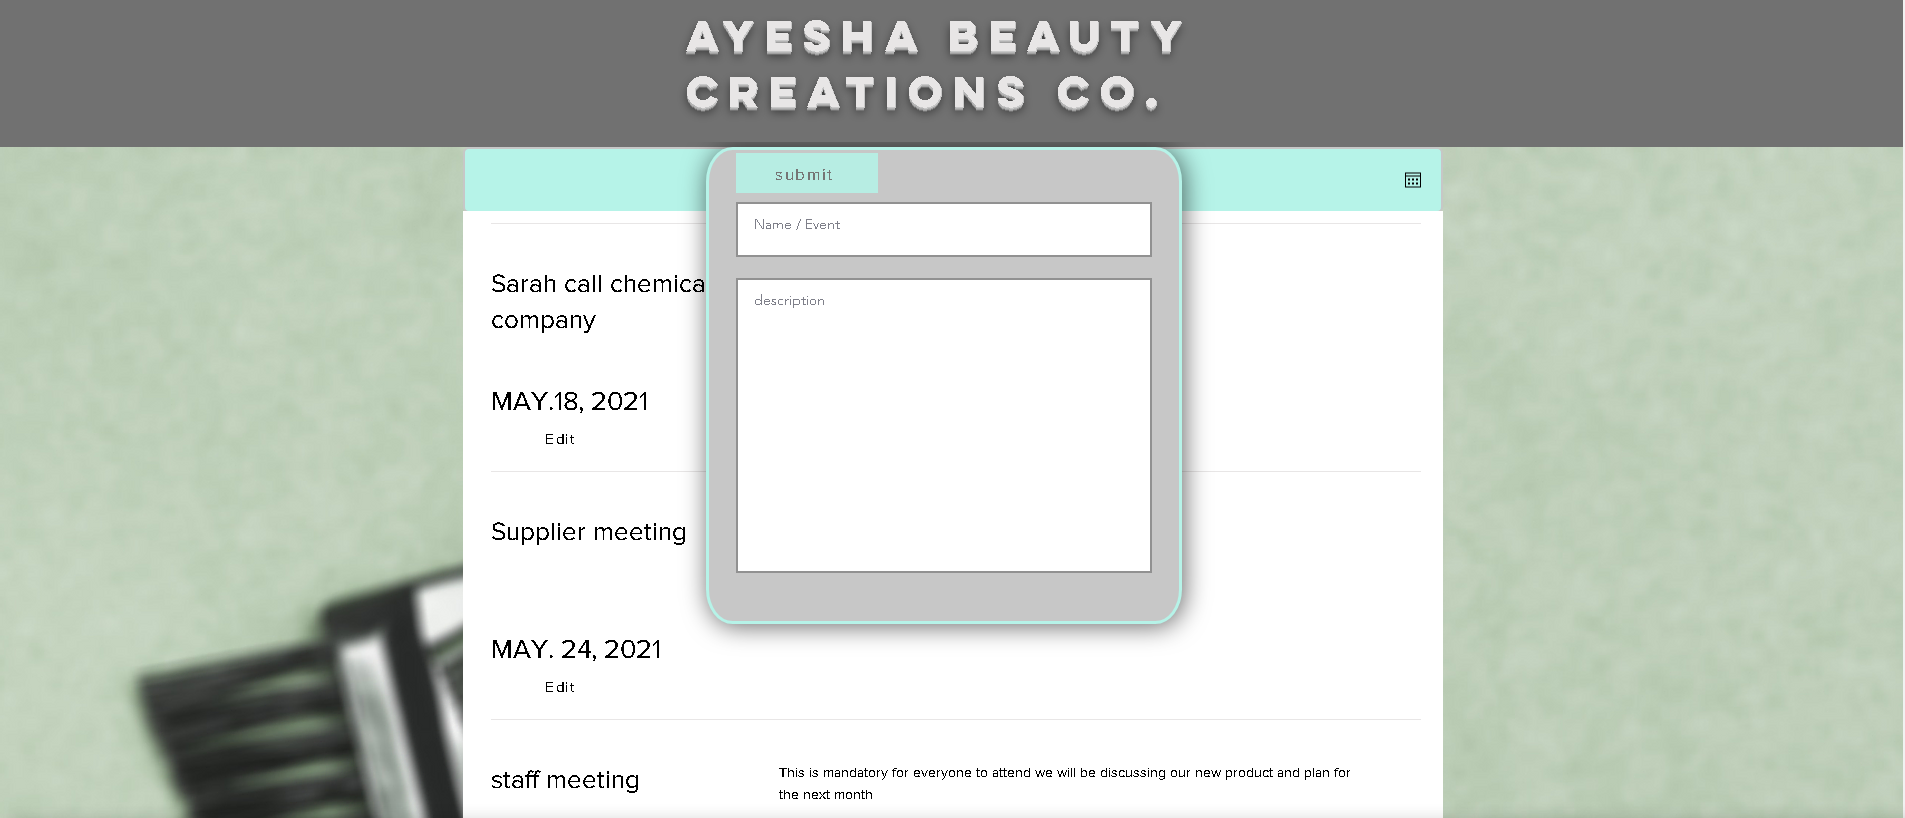 AYESHA BEAUTY
CREATIONS CO.
submit
Name / Event
description
Sarah call chemica
company
MAY.18, 2021
Edit
Supplier meeting
MAY. 24, 2021
Edit
staff meeting
This is mandatory for everyone to attend we will be discussing our new product and plan for
the next month